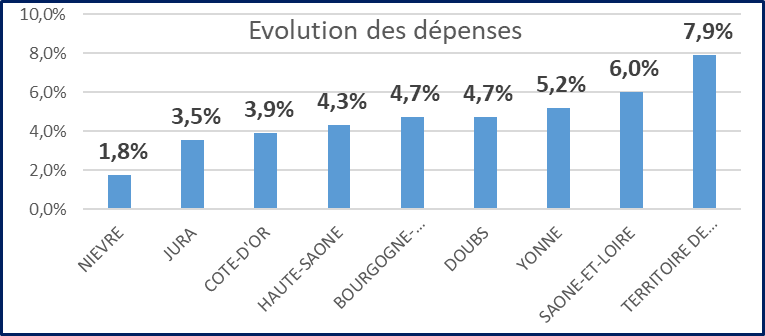 Evolution des dépenses
10,0%
8,0%
6,0%
4,0%
2,0%
0,0%
1,8%
3,5%
3,9%
4,3%
4,7%
4,7%
5,2%
6,0%
7,9%
NIEVRE
JURA
COTE-D'OR
HAUTE-SAONE
BOURGOGNE-...
DOUBS
YONNE
SAONE-ET-LOIRE
TERRITOIRE DE...